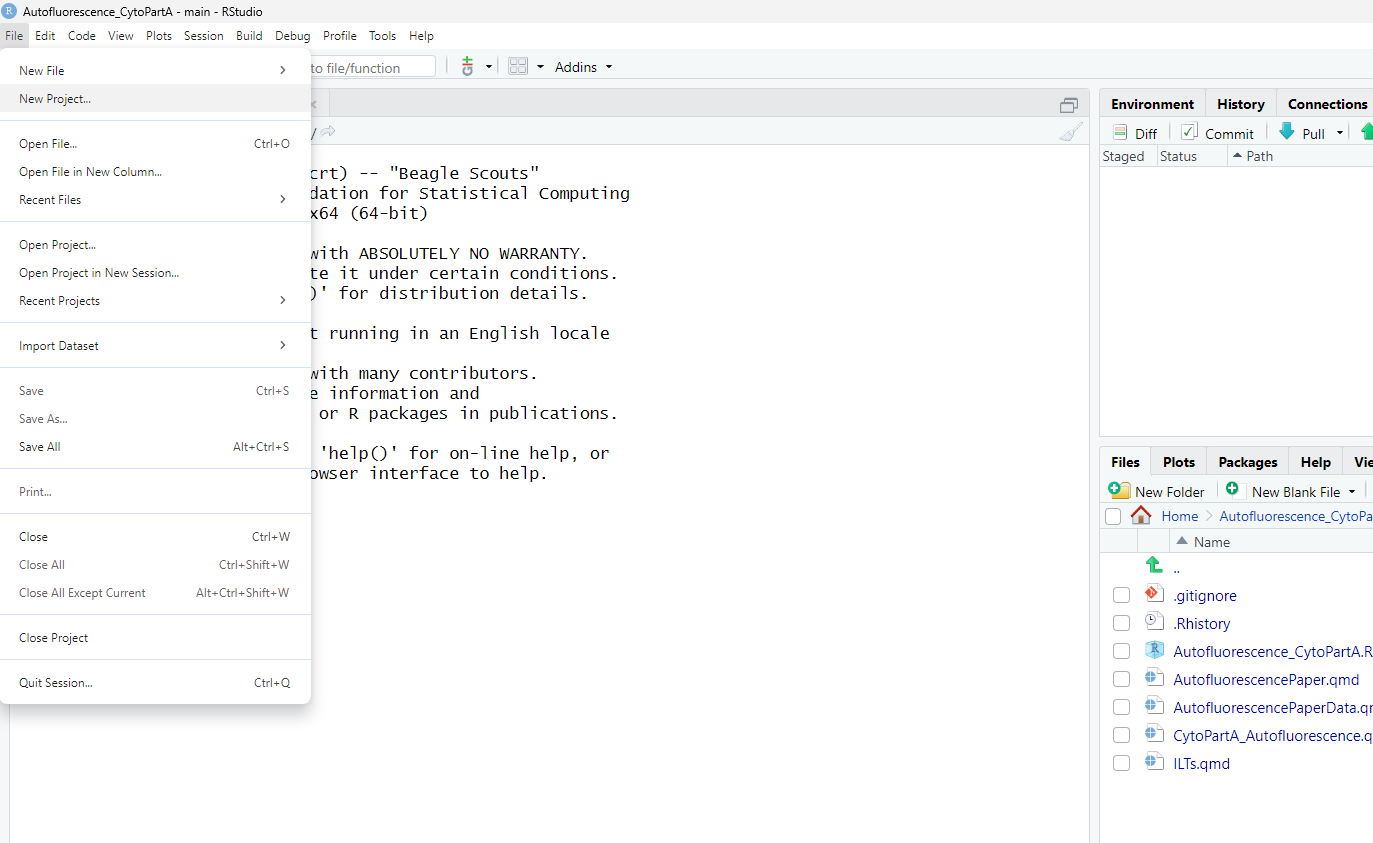 Autofluorescence_CytoPartA - main - RStudio
File Edit Code View Plots Session Build Debug Profile Tools Help
to file/function Addins
New File
New Project...
Open File... Ctrl+O
Open File in New Column...
Recent Files
Open Project...
Open Project in New Session...
Recent Projects
Import Dataset
Save Ctrl+S
Save As...
Save All Alt+Ctrl+S
Print...
Close Ctrl+W
Close All Ctrl+Shift+W
Close All Except Current Alt+Ctrl+Shift+W
Close Project
Quit Session... Ctrl+Q
/
crt) -- "Beagle Scouts"
dation for Statistical Computing
x64 (64-bit)
with ABSOLUTELY NO WARRANTY.
te it under certain conditions.
)' for distribution details.
t running in an English locale
with many contributors.
e information and
or R packages in publications.
'help()' for on-line help, or
owser interface to help.
Environment History Connections
Diff Commit Pull
Staged Status Path
Files Plots Packages Help Vie
New Folder New Blank File
Home Autofluorescence_CytoPa
Name
..
.gitignore
.Rhistory
Autofluorescence_CytoPartA.R
AutofluorescencePaper.qmd
AutofluorescencePaperData.qm
CytoPartA_Autofluorescence.q
ILTs.qmd